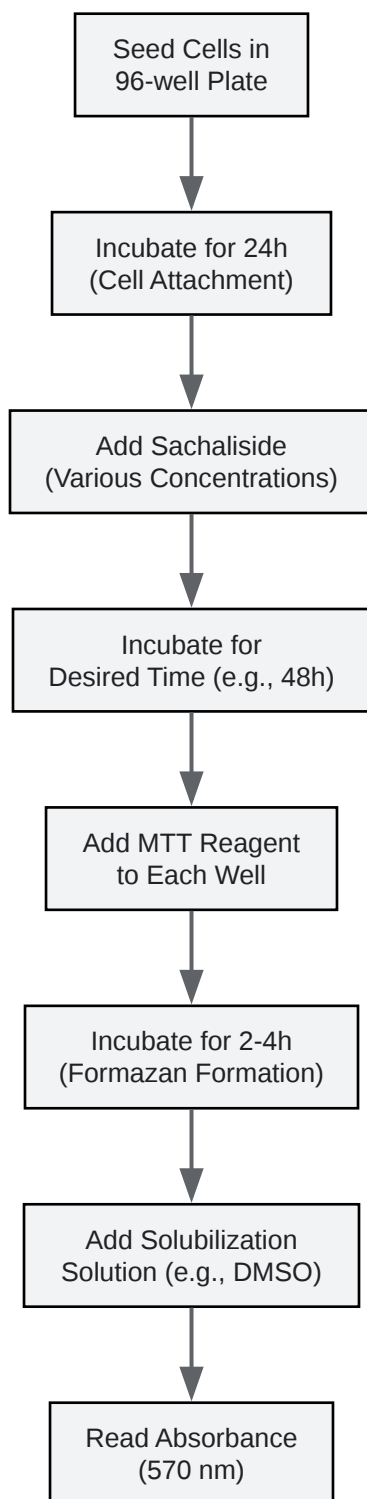 Seed Cells in
96-well Plate
Incubate for 24h
(Cell Attachment)
Add Sachaliside
(Various Concentrations)
Incubate for
Desired Time (e.g., 48h)
Add MTT Reagent
to Each Well
Incubate for 2-4h
(Formazan Formation)
Add Solubilization
Solution (e.g., DMSO)
Read Absorbance
(570 nm)